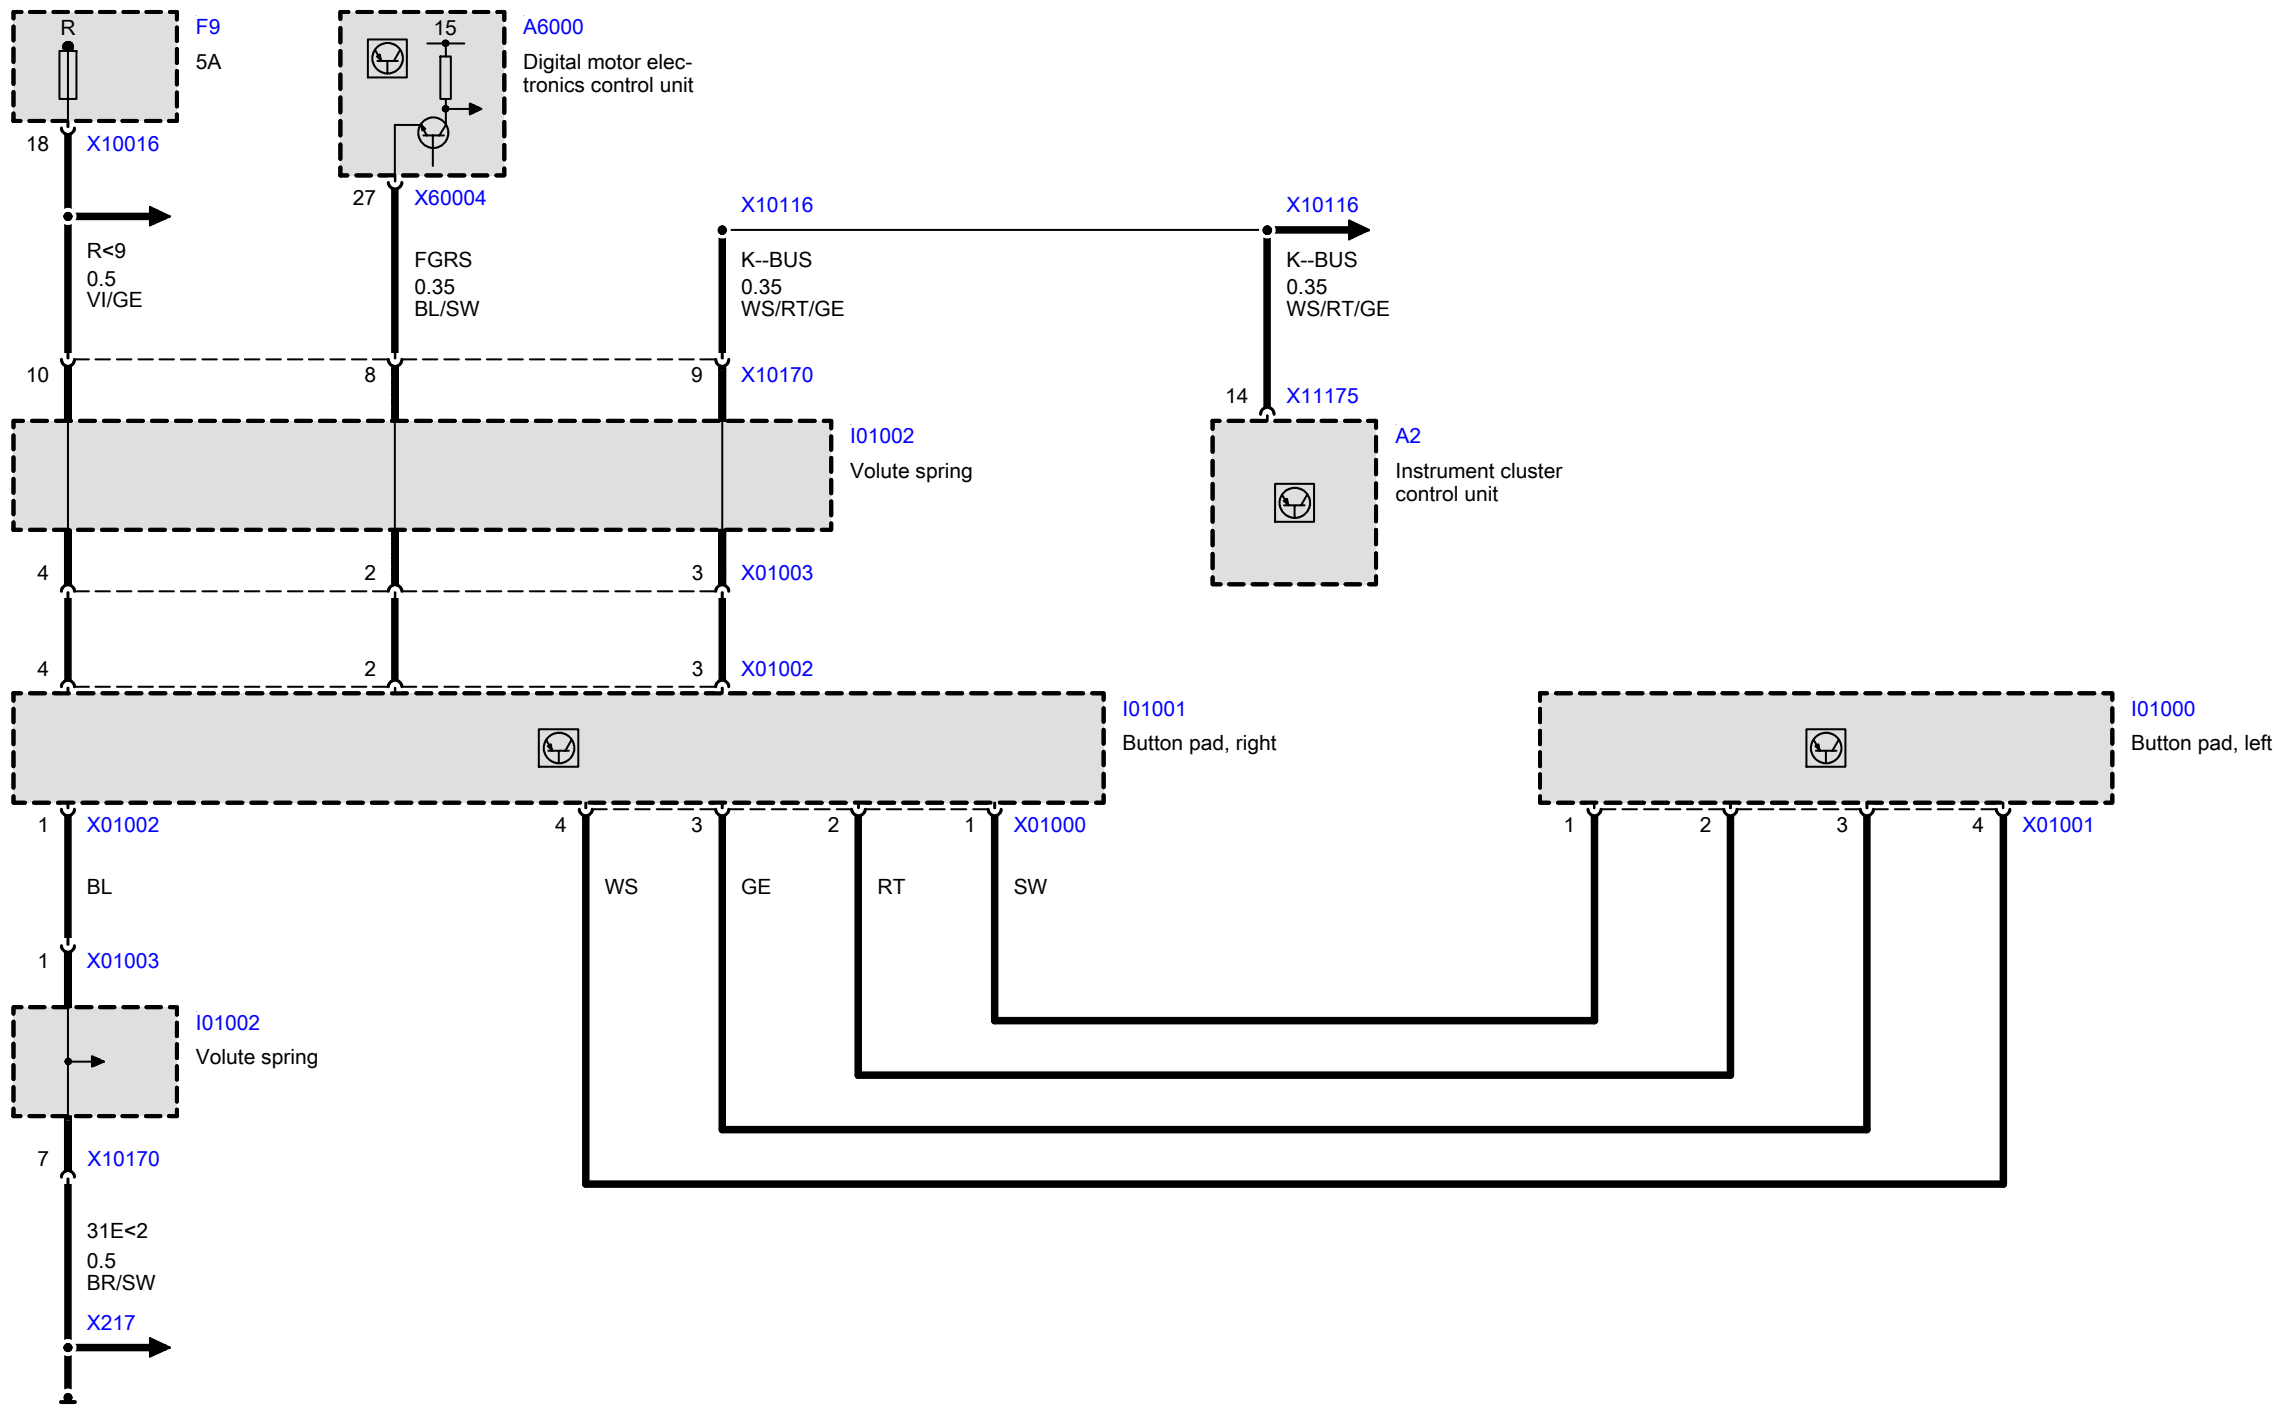 R
F9
5A
15
A6000
Digital motor elec-
tronics control unit
18
X10016
27
X60004
X10116
X10116
R<9
0.5
VI/GE
FGRS
0.35
BL/SW
K--BUS
0.35
WS/RT/GE
K--BUS
0.35
WS/RT/GE
10
8
9
X10170
14
X11175
I01002
Volute spring
A2
Instrument cluster
control unit
4
2
3
X01003
4
2
3
X01002
I01001
Button pad, right
I01000
Button pad, left
1
X01002
4
3
2
1
X01000
1
2
3
4
X01001
BL
WS
GE
RT
SW
1
X01003
I01002
Volute spring
7
X10170
31E<2
0.5
BR/SW
X217